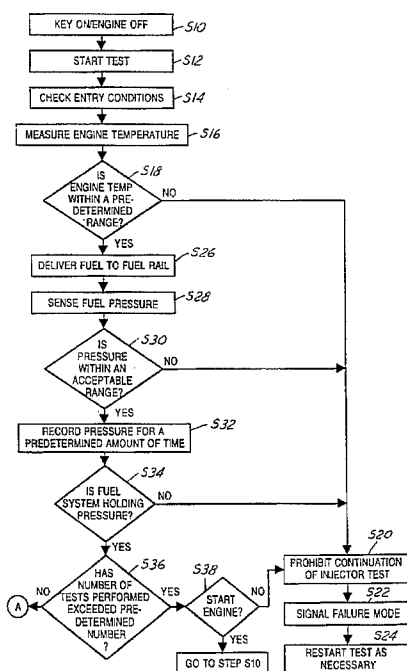 KEY ON/ENGINE OFF
S10
START TEST
S12
CHECK ENTRY CONDITIONS
S14
MEASURE ENGINE TEMPERATURE
S16
IS
ENGINE TEMP
WITHIN A PRE-
DETERMINED
RANGE?
S18
NO
YES
DELIVER FUEL TO FUEL RAIL
S26
SENSE FUEL PRESSURE
S28
IS
PRESSURE
WITHIN AN
ACCEPTABLE
RANGE?
S30
NO
YES
RECORD PRESSURE FOR A
PREDETERMINED AMOUNT OF TIME
S32
IS FUEL
SYSTEM HOLDING
PRESSURE?
S34
NO
YES
HAS
NUMBER OF
TESTS PERFORMED
EXCEEDED PRE-
DETERMINED
NUMBER
?
S36
NO
A
YES
START
ENGINE?
S38
NO
YES
GO TO STEP S10
PROHIBIT CONTINUATION
OF INJECTOR TEST
S20
SIGNAL FAILURE MODE
S22
RESTART TEST AS
NECESSARY
S24